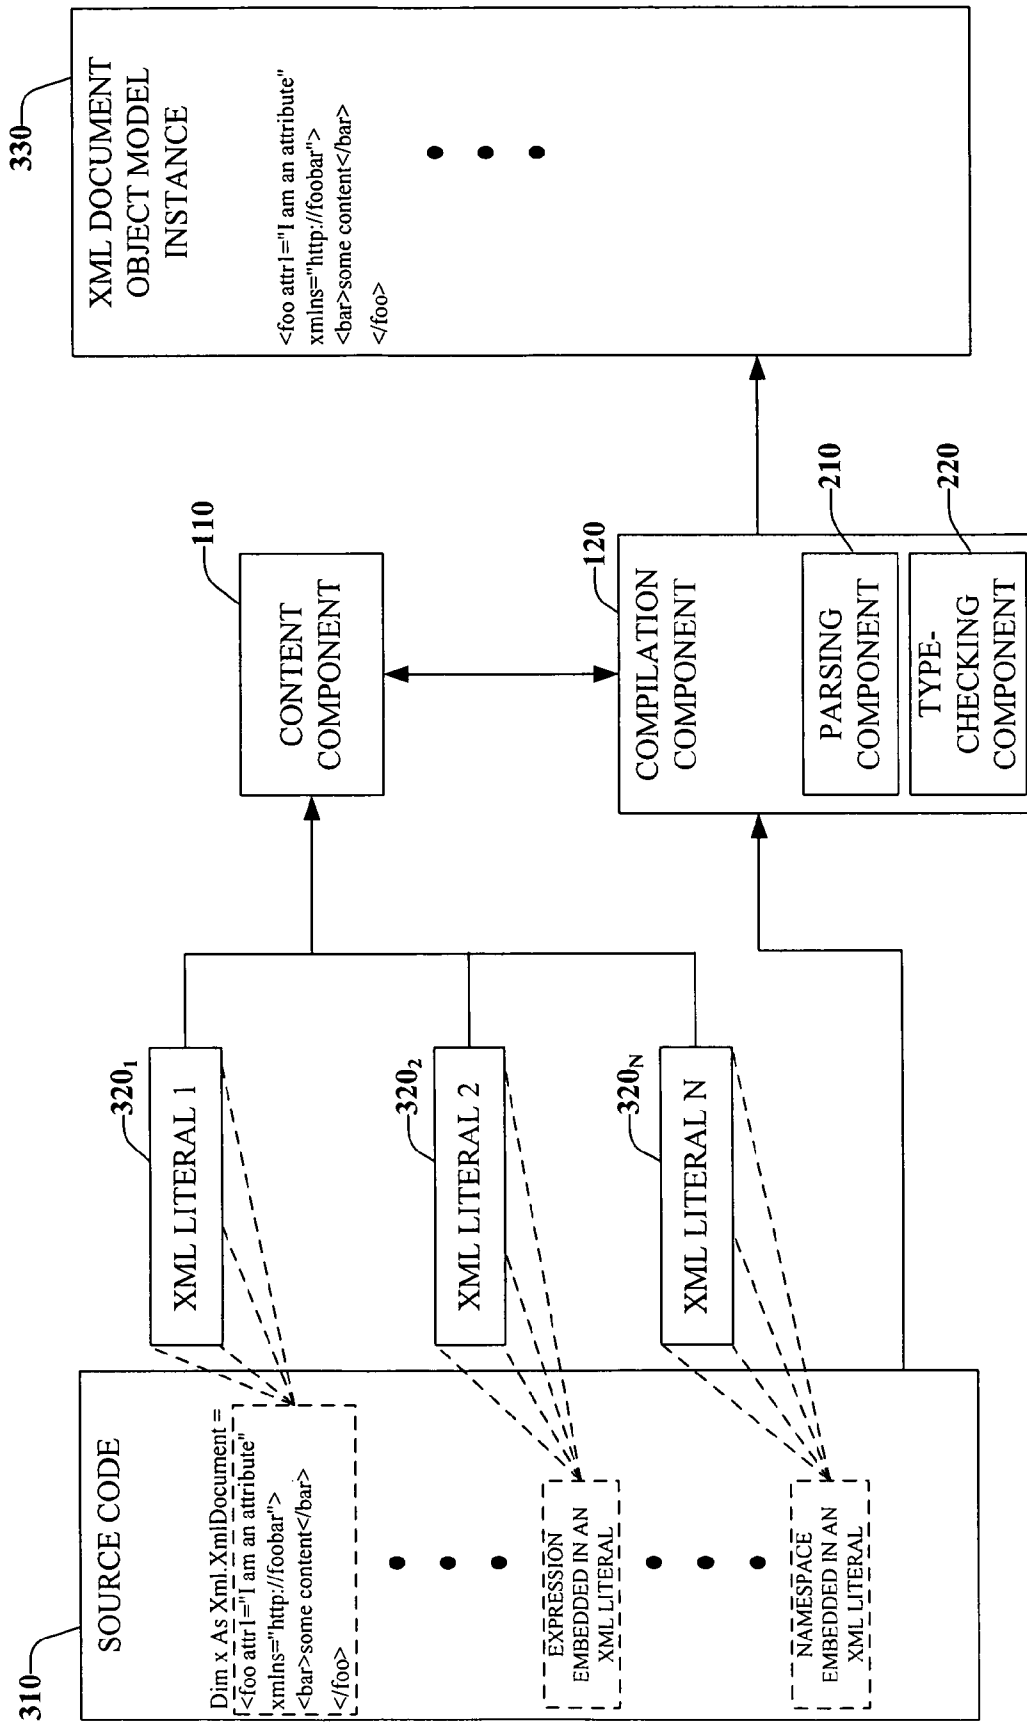 310
SOURCE CODE
Dim x As Xml.XmlDocument =
<foo attr1="I am an attribute"
xmlns="http://foobar">
<bar>some content</bar>
</foo>
EXPRESSION
EMBEDDED IN AN
XML LITERAL
NAMESPACE
EMBEDDED IN AN
XML LITERAL
320₁
XML LITERAL 1
320₂
XML LITERAL 2
320N
XML LITERAL N
110
CONTENT
COMPONENT
120
COMPILATION
COMPONENT
210
PARSING
COMPONENT
220
TYPE-
CHECKING
COMPONENT
330
XML DOCUMENT
OBJECT MODEL
INSTANCE
<foo attr1="I am an attribute"
xmlns="http://foobar">
<bar>some content</bar>
</foo>